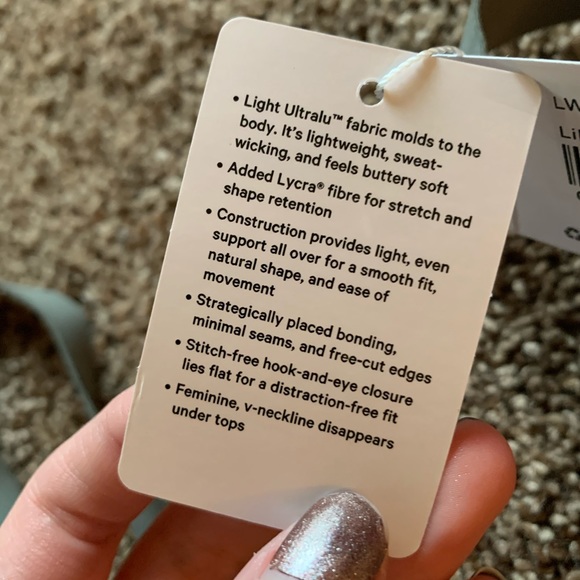 • Light Ultralu™ fabric molds to the
body. It's lightweight, sweat-
wicking, and feels buttery soft
• Added Lycra® fibre for stretch and
shape retention
• Construction provides light, even
support all over for a smooth fit,
natural shape, and ease of
movement
• Strategically placed bonding,
minimal seams, and free-cut edges
• Stitch-free hook-and-eye closure
lies flat for a distraction-free fit
• Feminine, v-neckline disappears
under tops
LW